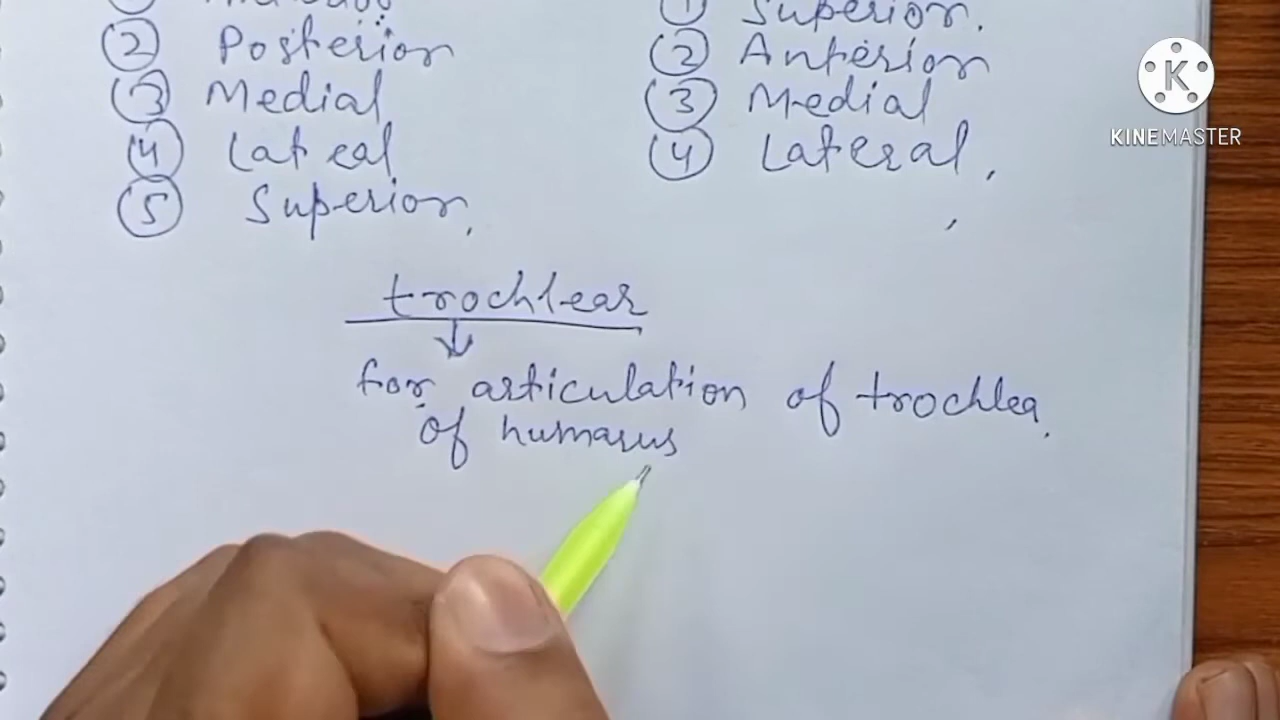 ① Superior.
② Posterior
② Anterior
③ Medial
③ Medial
④ Lateal
④ Lateral,
⑤ Superior,
trochlear
for articulation of trochlea.
of humarus
KINEMASTER